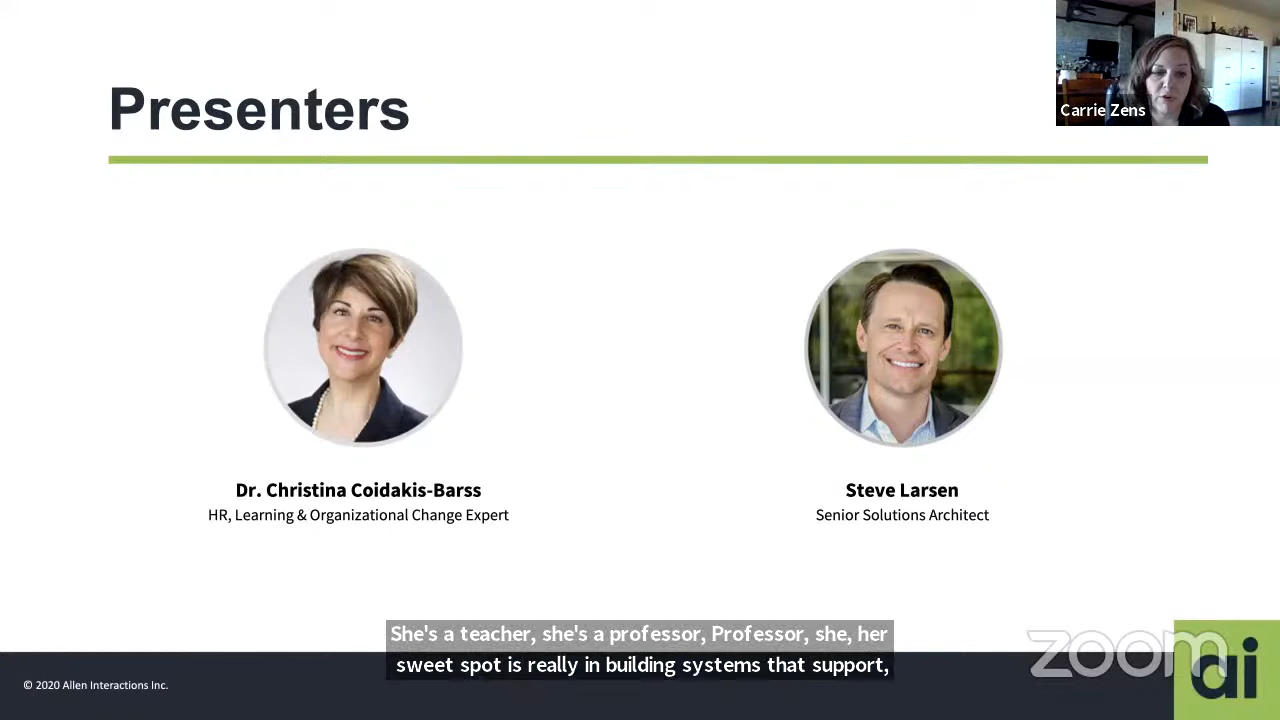 Presenters
Carrie Zens
Dr. Christina Coidakis-Barss
HR, Learning & Organizational Change Expert
Steve Larsen
Senior Solutions Architect
She's a teacher, she's a professor, Professor, she, her
sweet spot is really in building systems that support,
© 2020 Allen Interactions Inc.
zoom
ai